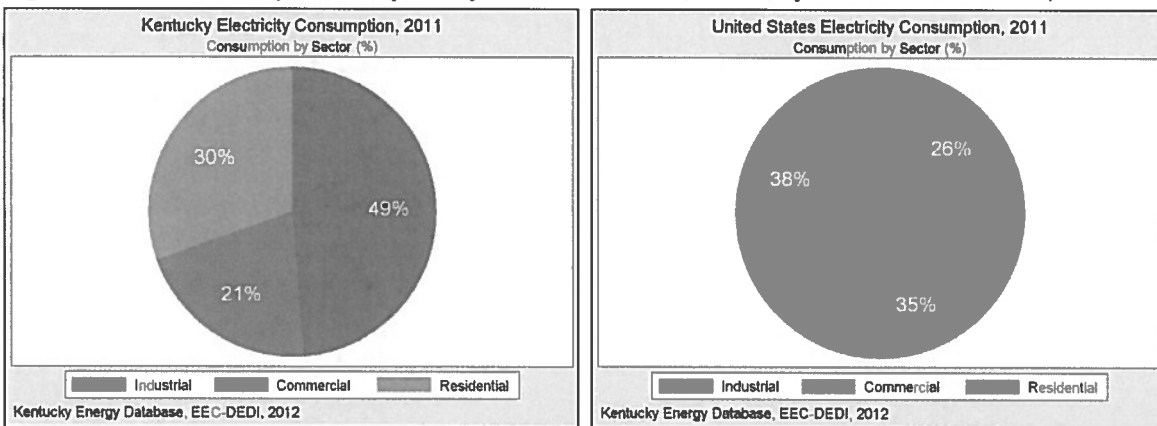 Kentucky Electricity Consumption, 2011
Consumption by Sector (%)
30%
49%
21%
Industrial Commercial Residential
Kentucky Energy Database, EEC-DEDI, 2012
United States Electricity Consumption, 2011
Consumption by Sector (%)
26%
38%
35%
Industrial Commercial Residential
Kentucky Energy Database, EEC-DEDI, 2012